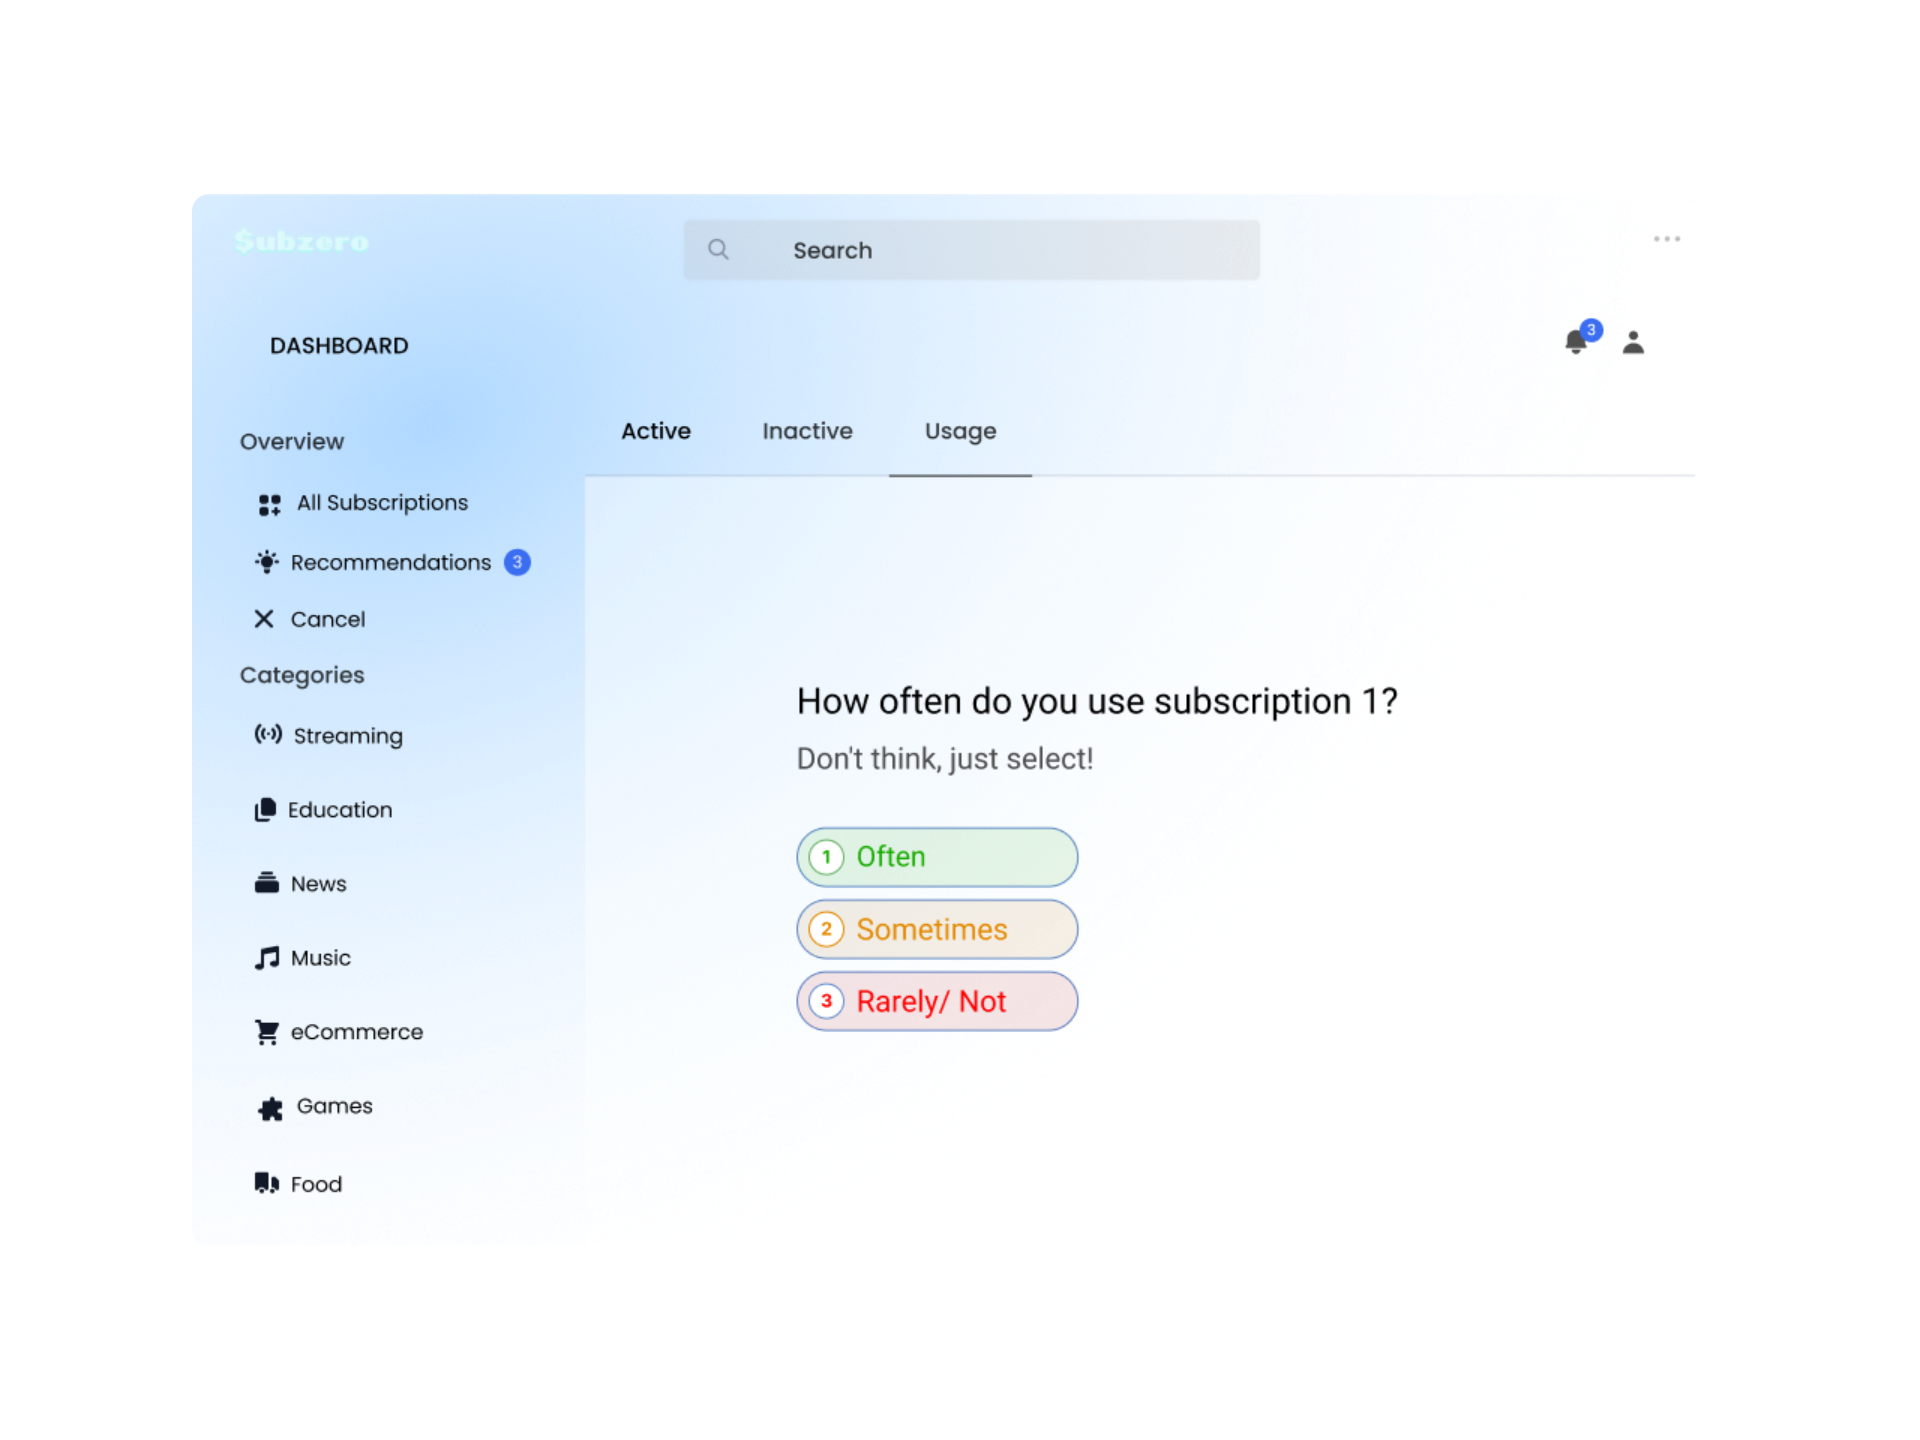 $ubzero
Search
DASHBOARD
3
Active Inactive Usage
Overview
All Subscriptions
Recommendations 3
Cancel
Categories
Streaming
Education
News
Music
eCommerce
Games
Food
How often do you use subscription 1?
Don't think, just select!
1 Often
2 Sometimes
3 Rarely/ Not